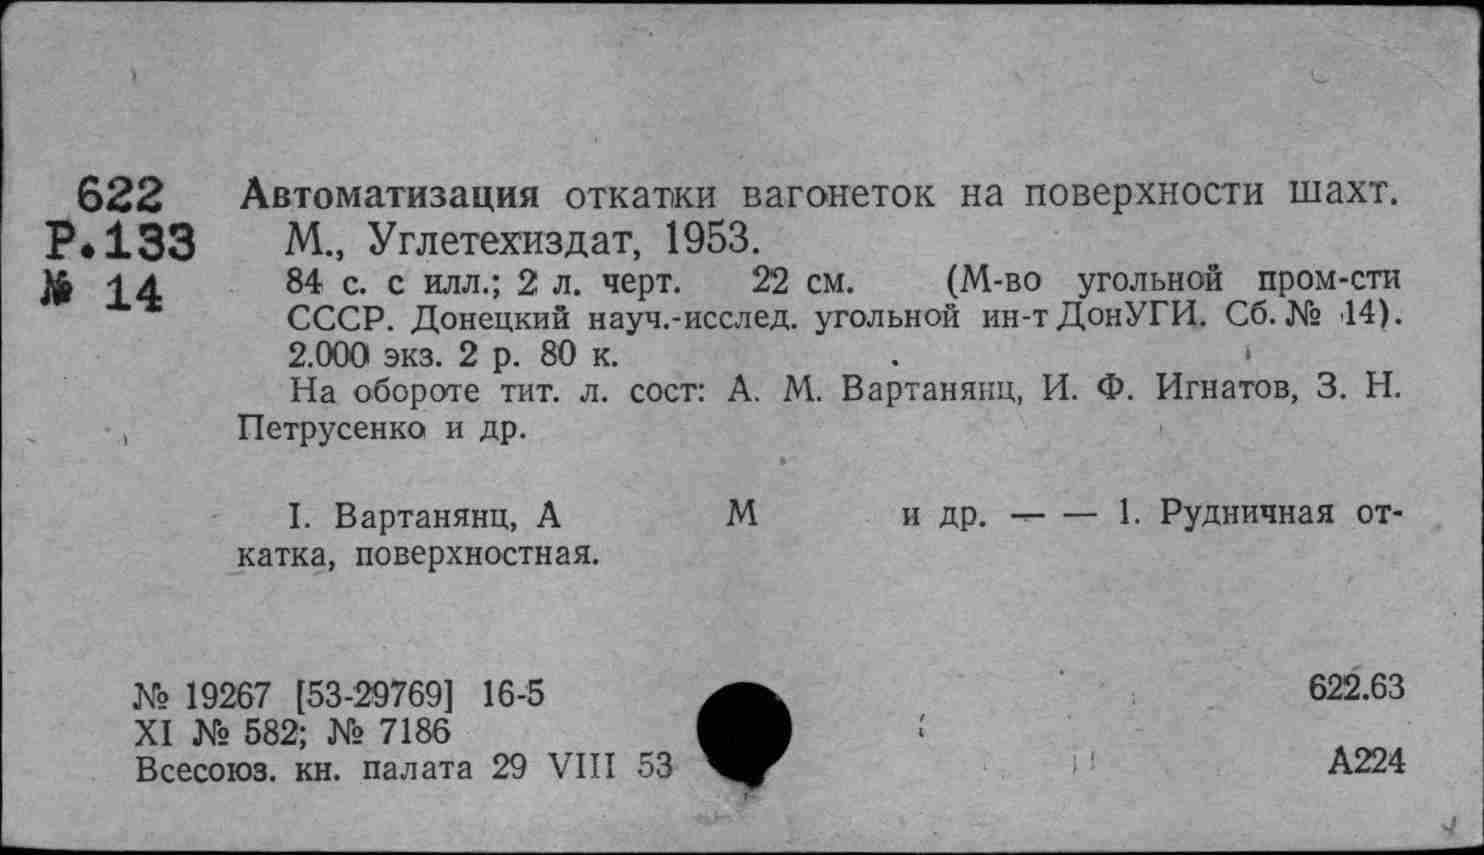 622 Автоматизация откатки вагонеток на поверхности шахт.
Р.133 М., Углетехиздат, 1953.
№ 14 84 с. с илл.; 2 л. черт. 22 см. (М-во угольной пром-сти
СССР. Донецкий науч.-исслед. угольной ин-т ДонУГИ. Сб. № 14).
2.000 экз. 2 р. 80 к.
На обороте тит. л. сост: А. М. Вартанянц, И. Ф. Игнатов, З. Н.
Петрусенко и др.
I. Вартанянц, А М и др. — — 1. Рудничная от-
катка, поверхностная.
№ 19267 [53-29769] 16-5 622.63
XI № 582; № 7186
Всесоюз. кн. палата 29 VIII 53 А224